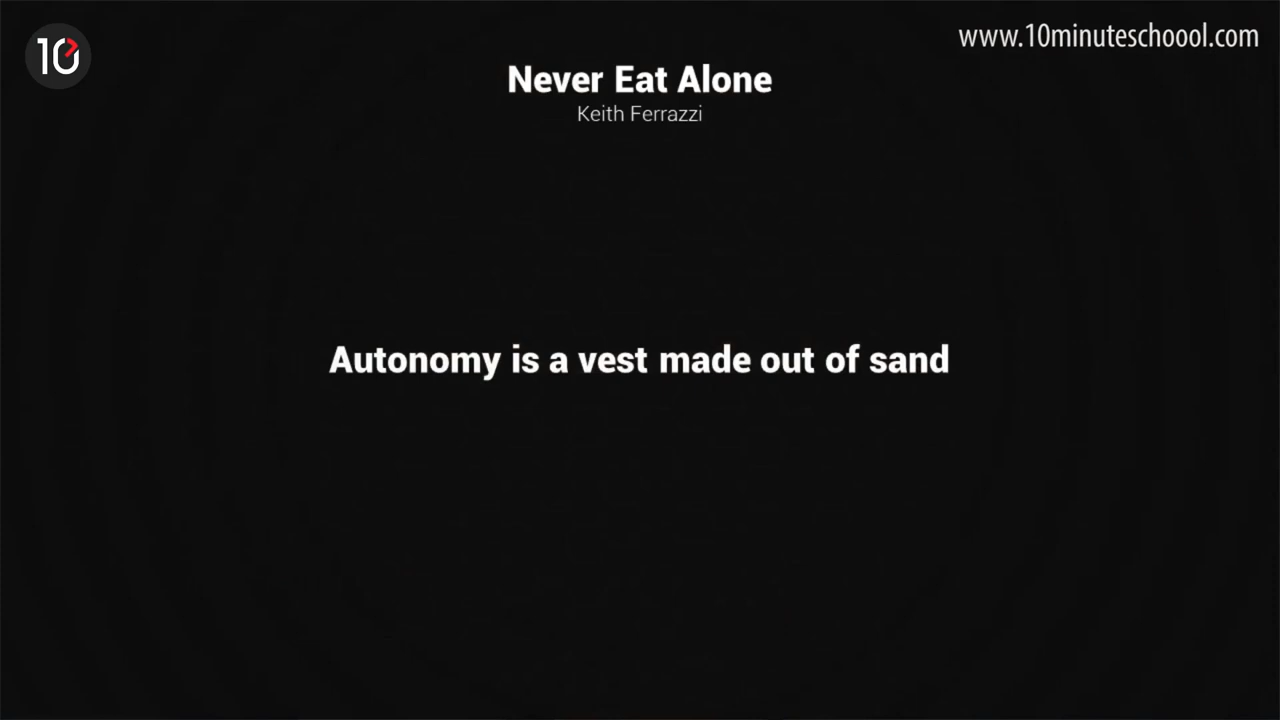 10
www.10minuteschoool.com
Never Eat Alone
Keith Ferrazzi
Autonomy is a vest made out of sand